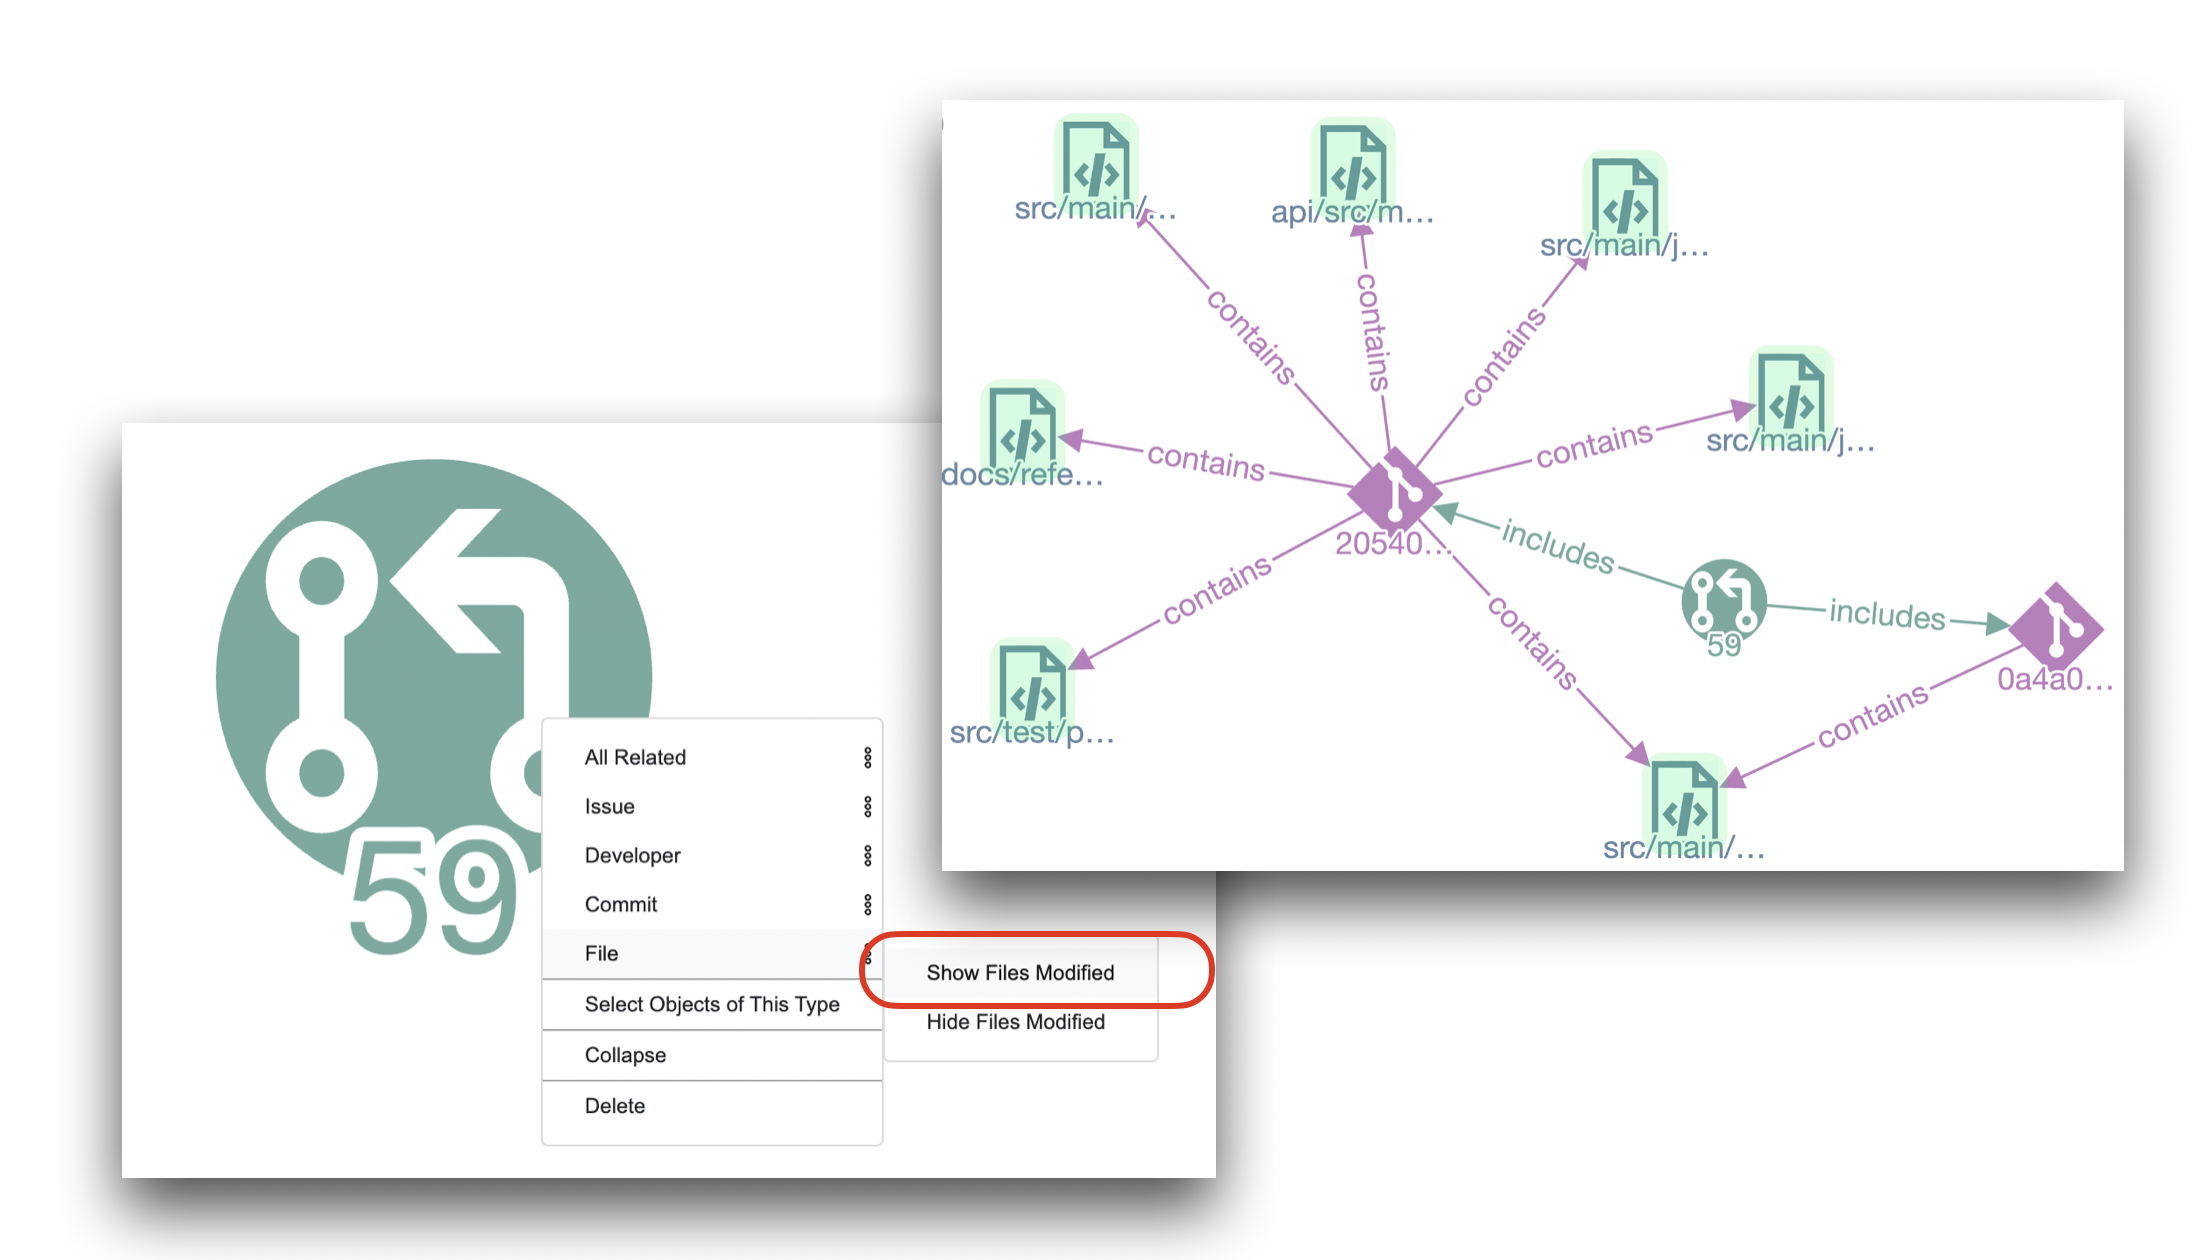 src/main/...
api/src/m...
src/main/j...
contains
contains
contains
src/main/j...
contains
contains
docs/refe...
20540...
includes
includes
59
0a4a0...
contains
contains
contains
src/test/p...
src/main/...
59
All Related
Issue
Developer
Commit
File
Select Objects of This Type
Collapse
Delete
Show Files Modified
Hide Files Modified